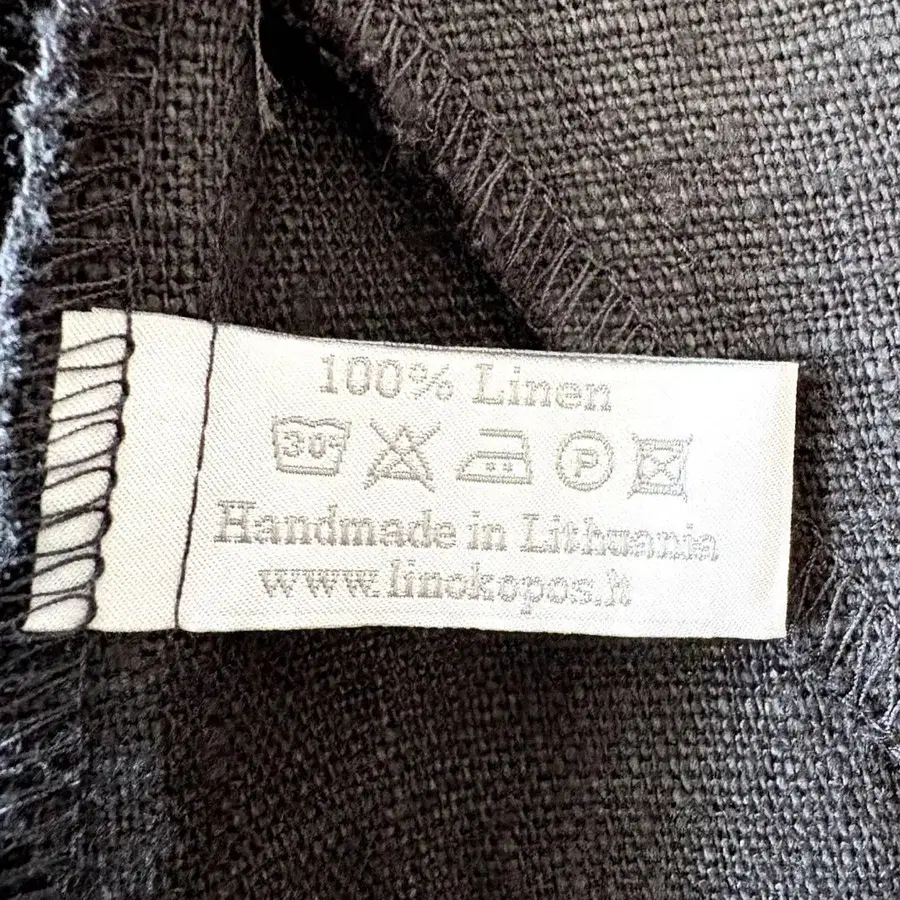 100% Linen
30° P
Handmade in Lithuania
www.linokopos.lt